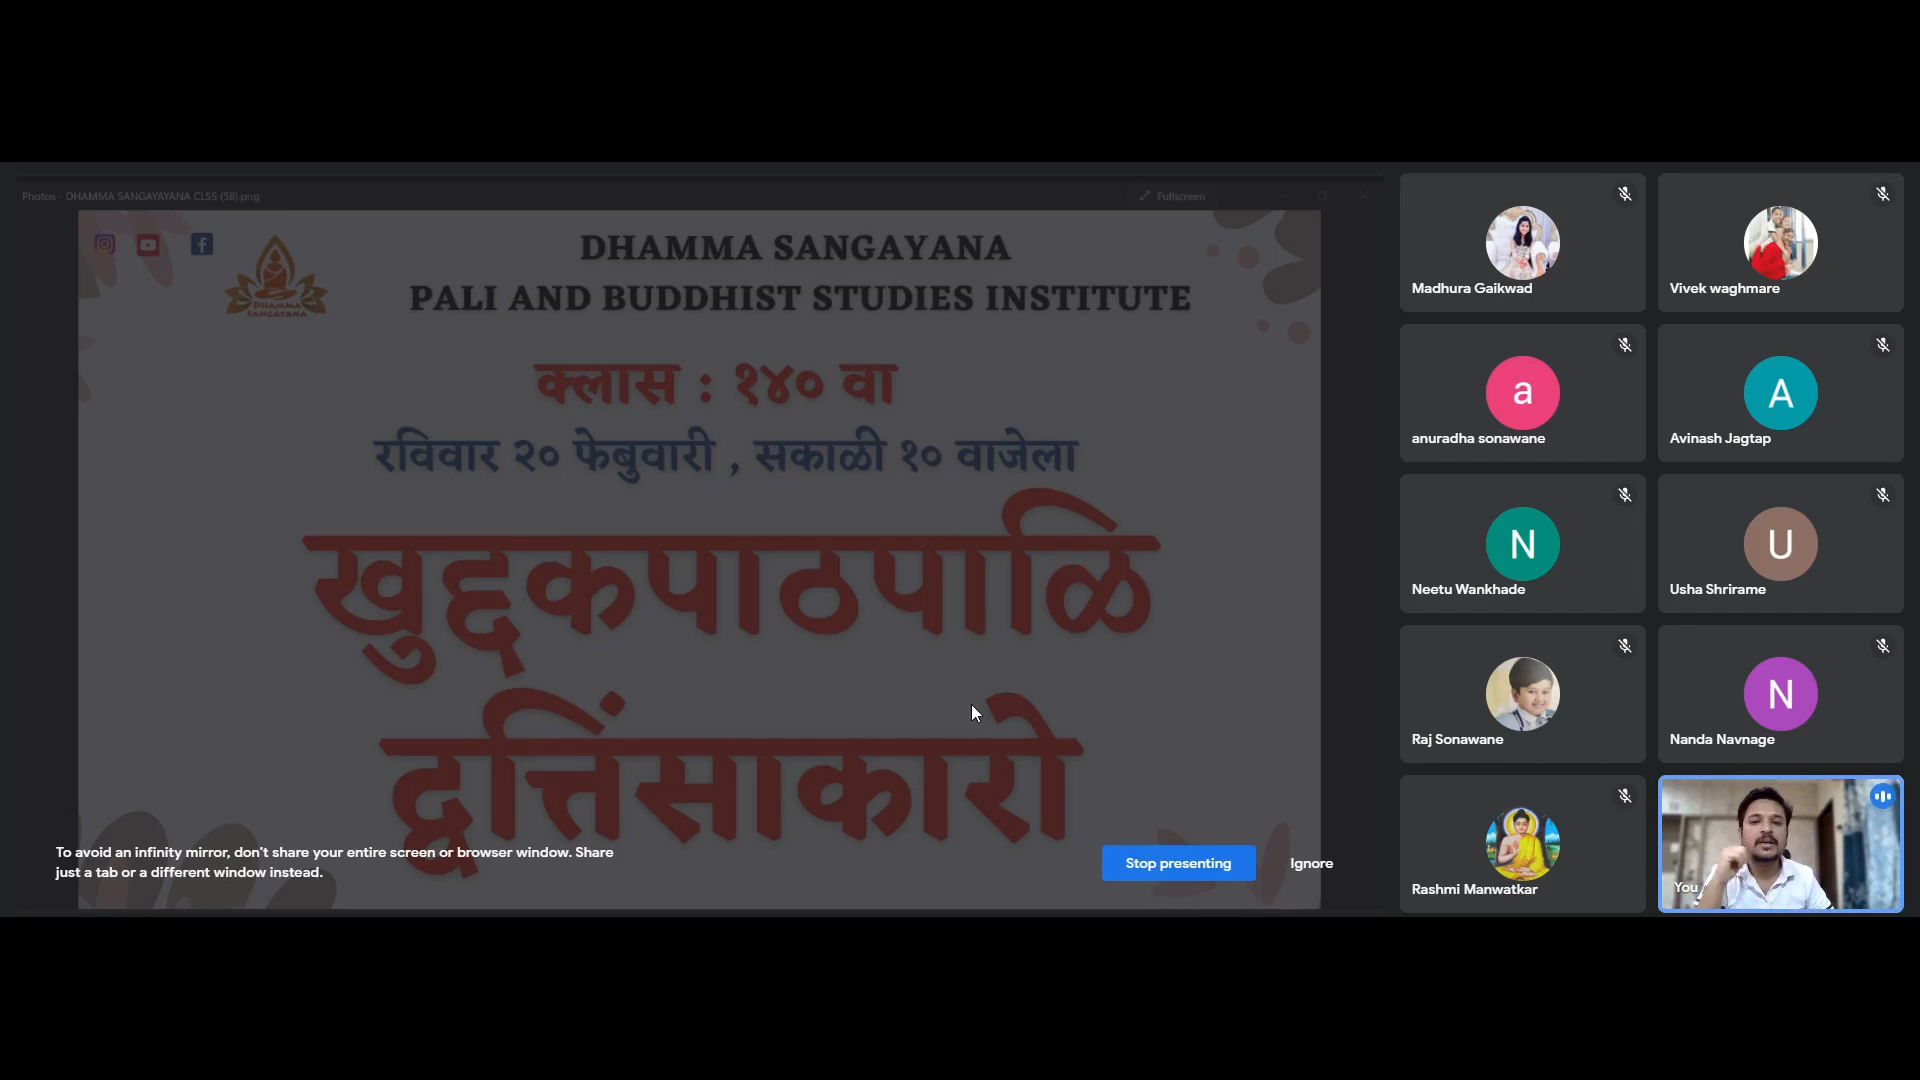 Photos - DHAMMA SANGAYAYANA CLSS (58).png
Fullscreen
DHAMMA SANGAYANA
DHAMMA SANGAYANA
PALI AND BUDDHIST STUDIES INSTITUTE
क्लास : १४० वा
रविवार २० फेबुवारी , सकाळी १० वाजेला
खुद्दकपाठपाळि
द्वत्तिंसाकारो
To avoid an infinity mirror, don't share your entire screen or browser window. Share
just a tab or a different window instead.
Stop presenting
Ignore
Madhura Gaikwad
Vivek waghmare
a
anuradha sonawane
A
Avinash Jagtap
N
Neetu Wankhade
U
Usha Shrirame
Raj Sonawane
N
Nanda Navnage
Rashmi Manwatkar
You